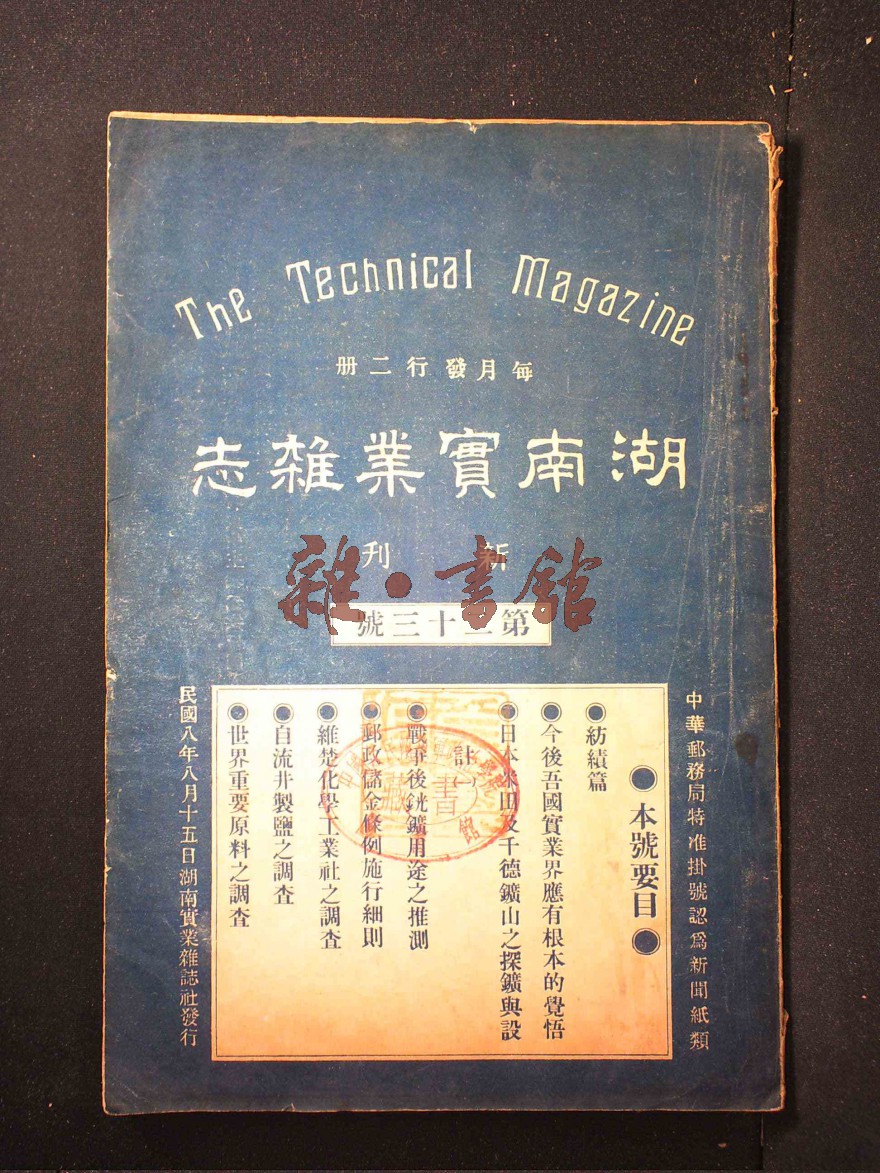 The Technical Magazine
每月發行二册
湖南實業雜志
新刊
雜·書館
第二十三號
中華郵務局特准掛號認爲新聞紙類
●本號要目●
●紡績篇
●今後吾國實業界應有根本的覺悟
●日本米田及千德鑛山之探鑛與設
計(一)
●戰爭後銧鑛用途之推測
●郵政儲金條例施行細則
●維楚化學工業社之調查
●自流井製鹽之調查
●世界重要原料之調查
民國八年八月十五日湖南實業雜誌社發行